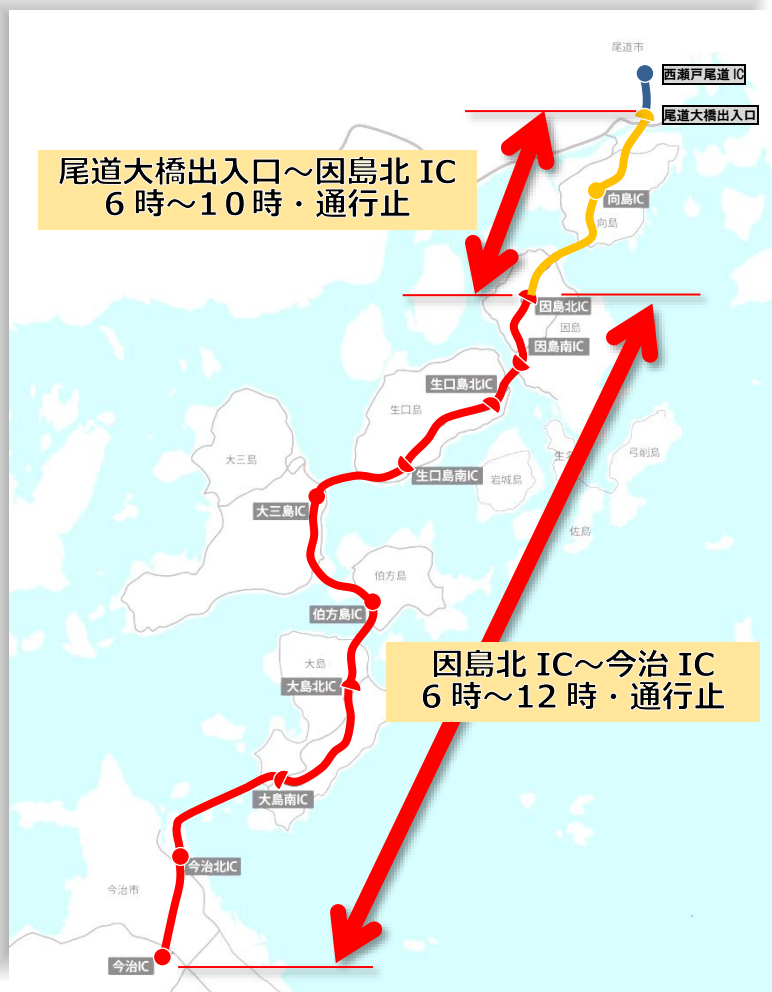 尾道市
西瀬戸尾道IC
尾道大橋出入口
尾道大橋出入口～因島北 IC
６時～１０時・通行止
向島IC
向島
因島北IC
因島
因島南IC
生口島北IC
生口島
生名
弓削島
大三島
生口島南IC
岩城島
大三島IC
佐島
伯方島
伯方島IC
因島北 IC～今治 IC
６時～12 時・通行止
大島
大島北IC
大島南IC
今治北IC
今治市
今治IC